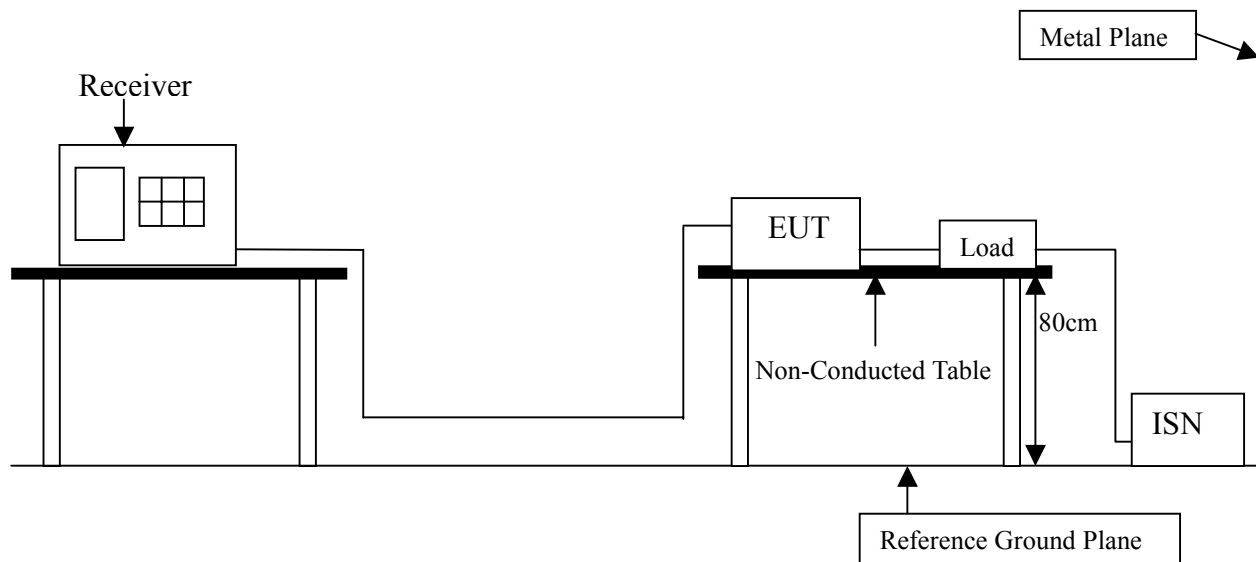 Metal Plane
Receiver
EUT
Load
80cm
Non-Conducted Table
ISN
Reference Ground Plane